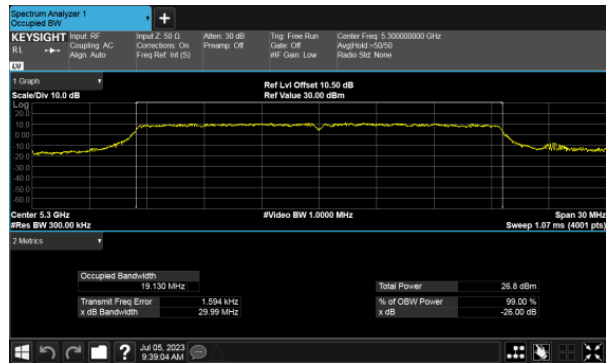 Spectrum Analyzer 1
Occupied BW
KEYSIGHT Input: RF Input Z: 50 Ω Atten: 30 dB Trig: Free Run Center Freq: 5.300000000 GHz
RL Coupling: AC Corrections: On Preamp: Off Gate: Off Avg|Hold:>50/50
Align: Auto Freq Ref: Int (S) #IF Gain: Low Radio Std: None
1 Graph Ref Lvl Offset 10.50 dB
Scale/Div 10.0 dB Ref Value 30.00 dBm
Log
20.0
10.0
0.00
-10.0
-20.0
-30.0
-40.0
-50.0
-60.0
Center 5.3 GHz #Video BW 1.0000 MHz Span 30 MHz
#Res BW 300.00 kHz Sweep 1.07 ms (4001 pts)
2 Metrics
Occupied Bandwidth
19.130 MHz Total Power 26.8 dBm
Transmit Freq Error 1.594 kHz % of OBW Power 99.00 %
x dB Bandwidth 29.99 MHz x dB -26.00 dB
Jul 05, 2023
9:39:04 AM